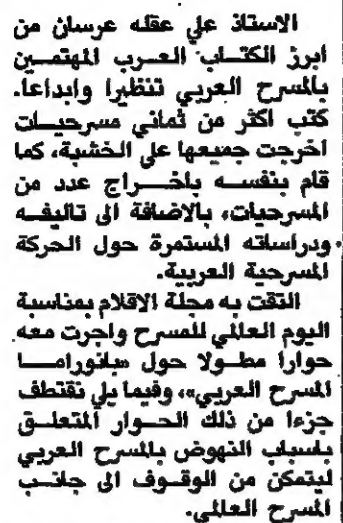 الاستاذ علي عقله عرسان من
ابرز الكتاب العرب المهتمين
بالمسرح العربي تنظيرا وابداعا.
كتب اكثر من ثماني مسرحيات
اخرجت جميعها على الخشبة، كما
قام بنفسه باخراج عدد من
المسرحيات، بالاضافة الى تاليفه
ودراساته المستمرة حول الحركة
المسرحية العربية.
التقت به مجلة الاقلام بمناسبة
اليوم العالمي للمسرح واجرت معه
حوارا مطولا حول «بانوراما
المسرح العربي»، وفيما يلي نقتطف
جزءا من ذلك الحوار المتعلق
باسباب النهوض بالمسرح العربي
ليتمكن من الوقوف الى جانب
المسرح العالمي.